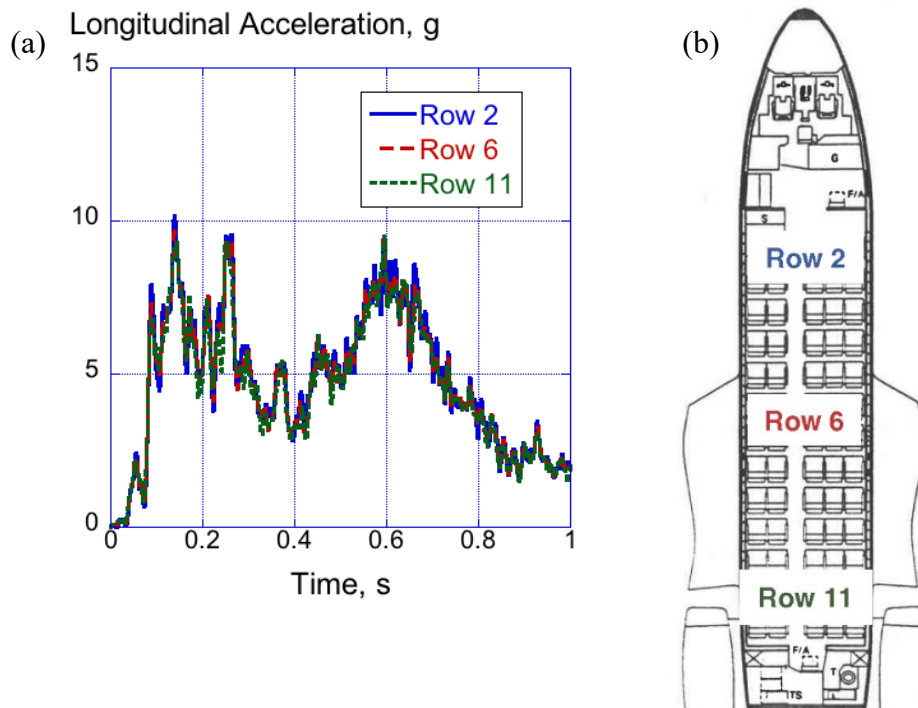 (a) Longitudinal Acceleration, g
15
10
5
0
Row 2
Row 6
Row 11
0 0.2 0.4 0.6 0.8 1
Time, s
(b)
G
F/A
S
Row 2
Row 6
Row 11
F/A
T
TS
L